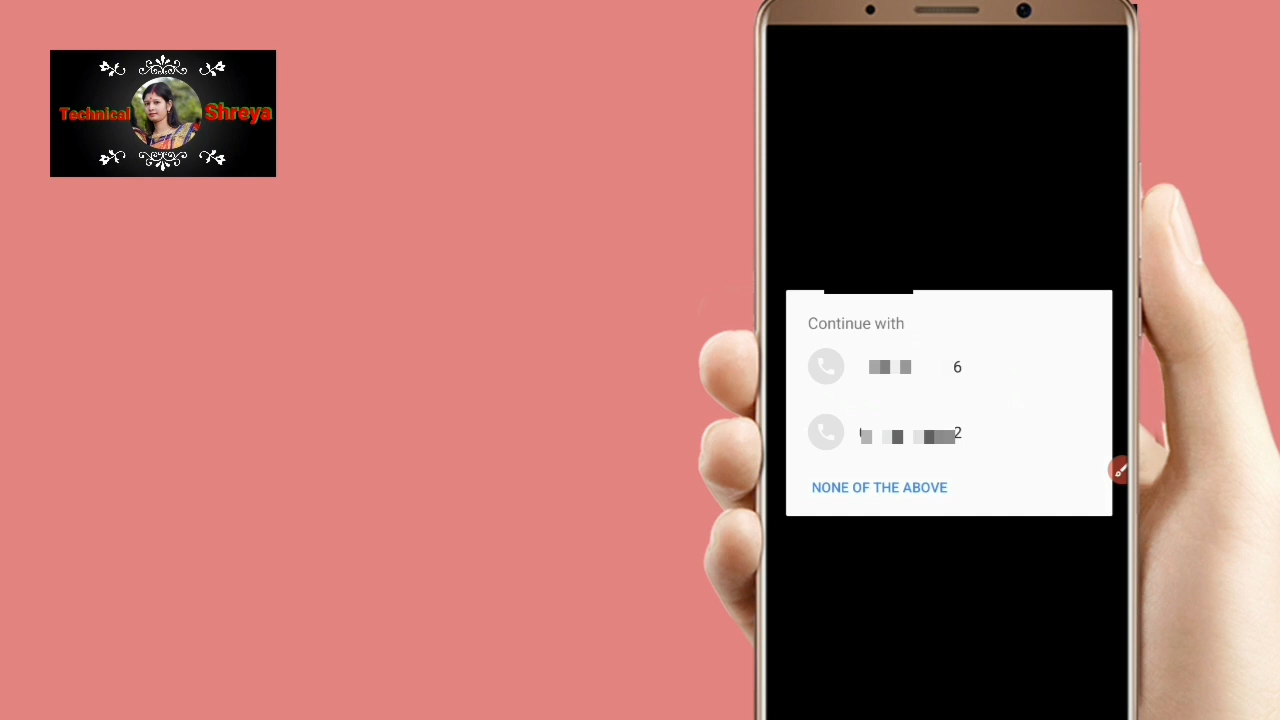 Technical Shreya
Continue with
6
2
NONE OF THE ABOVE